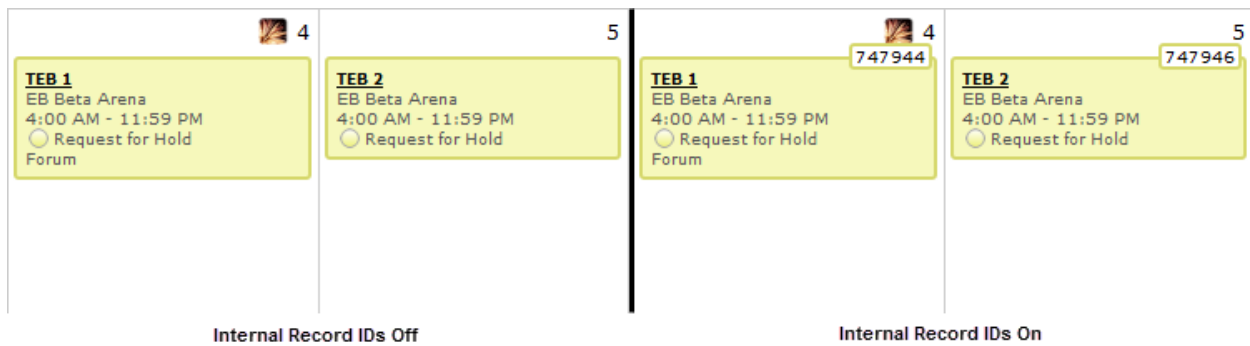 4
TEB 1
EB Beta Arena
4:00 AM - 11:59 PM
Request for Hold
Forum
5
TEB 2
EB Beta Arena
4:00 AM - 11:59 PM
Request for Hold
Internal Record IDs Off
4
747944
TEB 1
EB Beta Arena
4:00 AM - 11:59 PM
Request for Hold
Forum
5
747946
TEB 2
EB Beta Arena
4:00 AM - 11:59 PM
Request for Hold
Internal Record IDs On